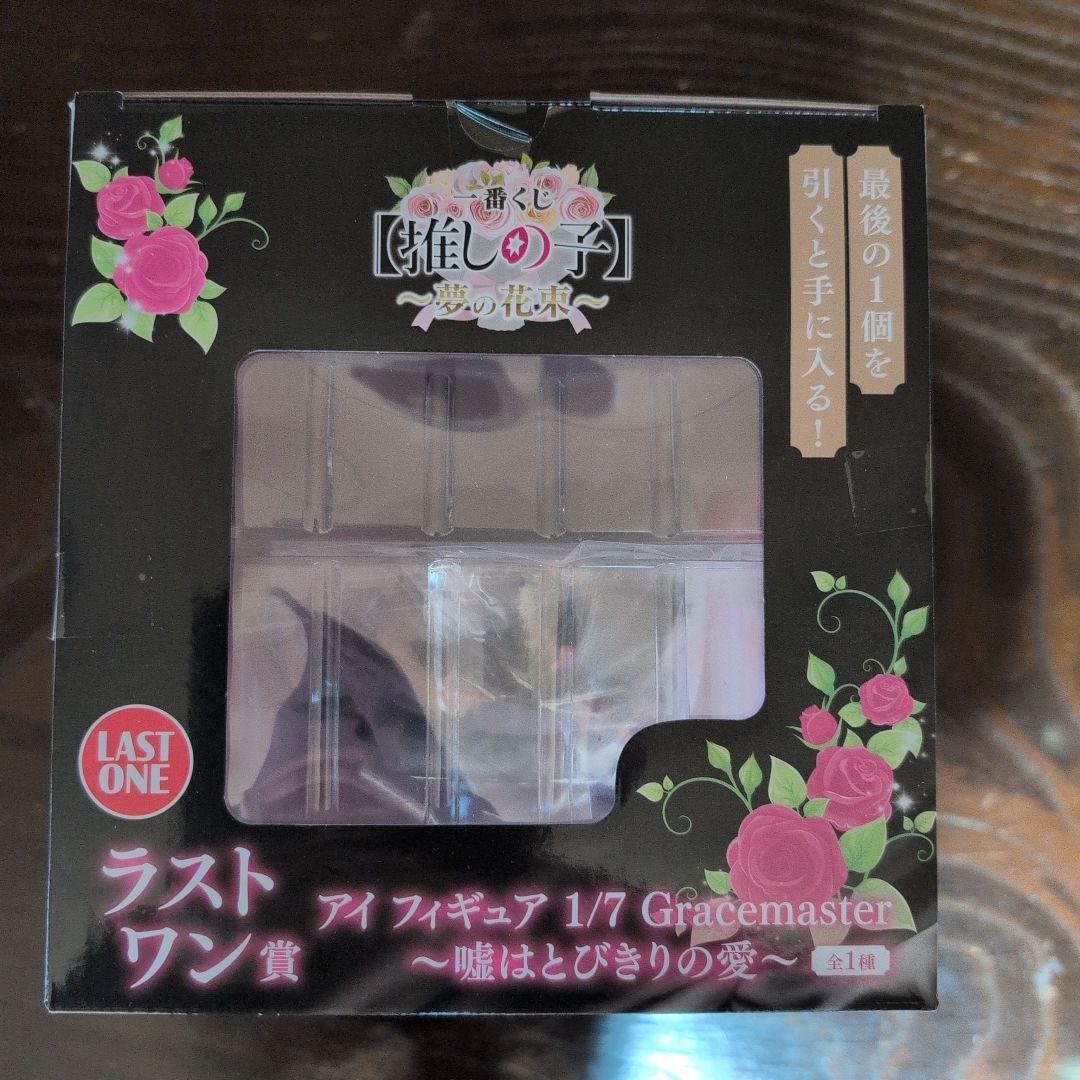 一番くじ
【推しの子】
～夢の花束～
最後の1個を
引くと手に入る！
LAST
ONE
ラスト
ワン賞
アイ フィギュア 1/7 Gracemaster
～嘘はとびきりの愛～ 全1種